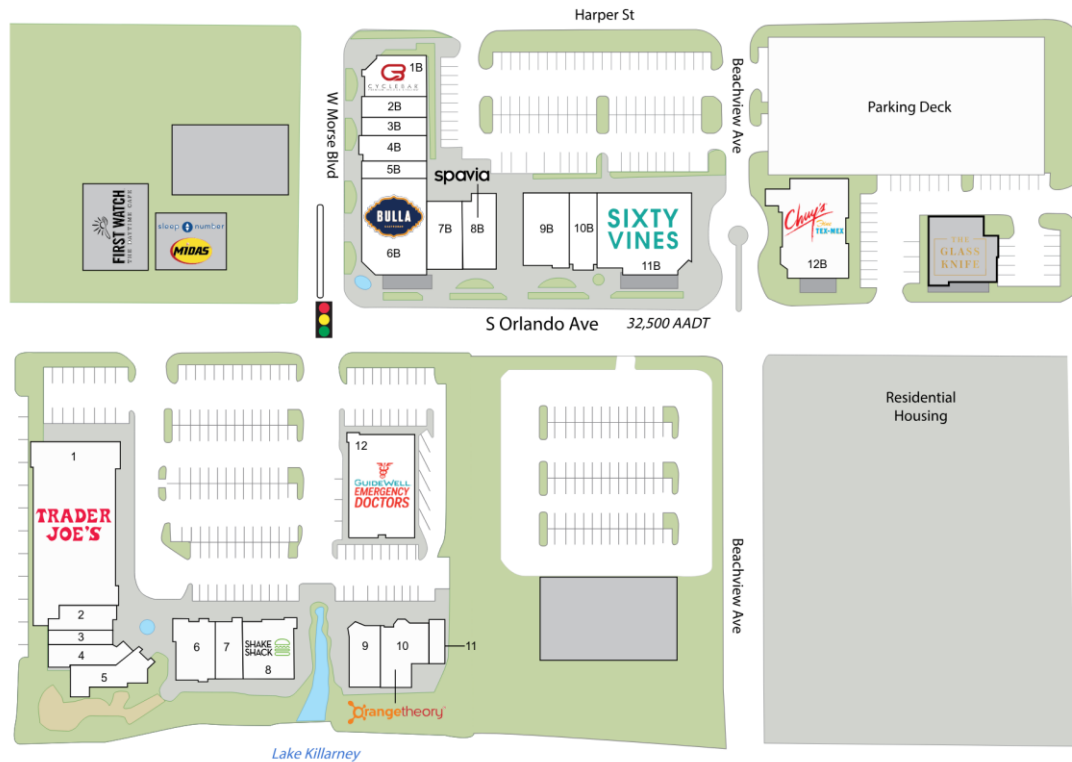 Harper St
W Morse Blvd
Beachview Ave
Parking Deck
1B
CYCLEBAR
2B
3B
4B
5B
BULLA
6B
spavia
7B
8B
9B
10B
SIXTY
VINES
11B
Chuy's
TEX-MEX
12B
THE
GLASS
KNIFE
FIRST WATCH
THE DAYTIME CAFE
sleep number
MIDAS
S Orlando Ave
32,500 AADT
1
TRADER
JOE'S
2
3
4
5
6
7
SHAKE
SHACK
8
12
GUIDEWELL
EMERGENCY
DOCTORS
9
10
11
Orangetheory
Beachview Ave
Residential
Housing
Lake Killarney